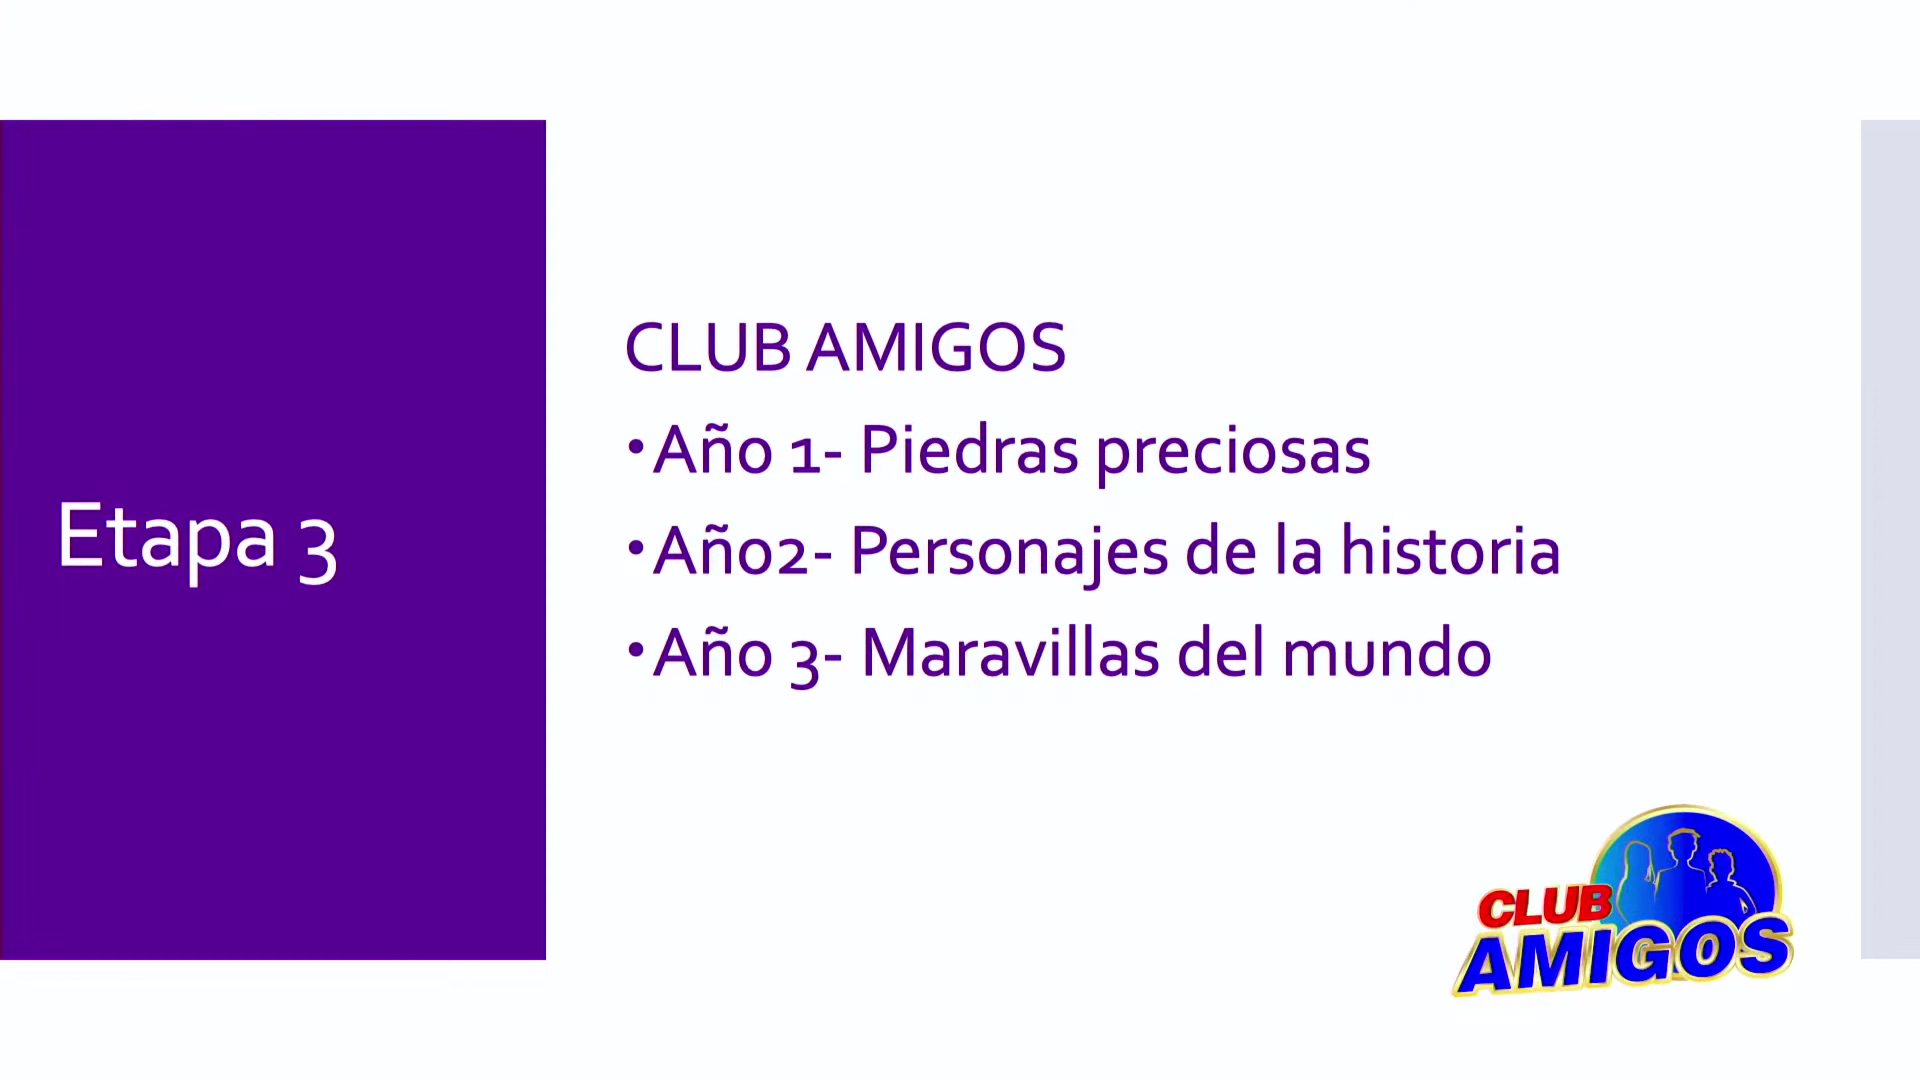 Etapa 3
CLUB AMIGOS
•Año 1- Piedras preciosas
•Año2- Personajes de la historia
•Año 3- Maravillas del mundo
CLUB
AMIGOS